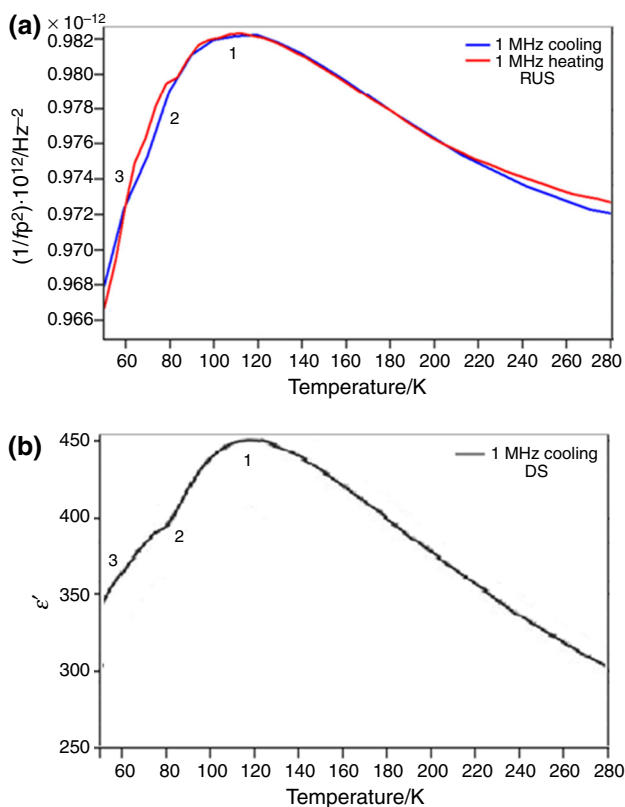 (a)
× 10⁻¹²
0.982
0.980
0.978
0.976
0.974
0.972
0.970
0.968
0.966
(1/fp²)·10¹²/Hz⁻²
1 MHz cooling
1 MHz heating
RUS
1
2
3
60 80 100 120 140 160 180 200 220 240 260 280
Temperature/K
(b)
450
400
350
300
250
ε′
1 MHz cooling
DS
1
2
3
60 80 100 120 140 160 180 200 220 240 260 280
Temperature/K